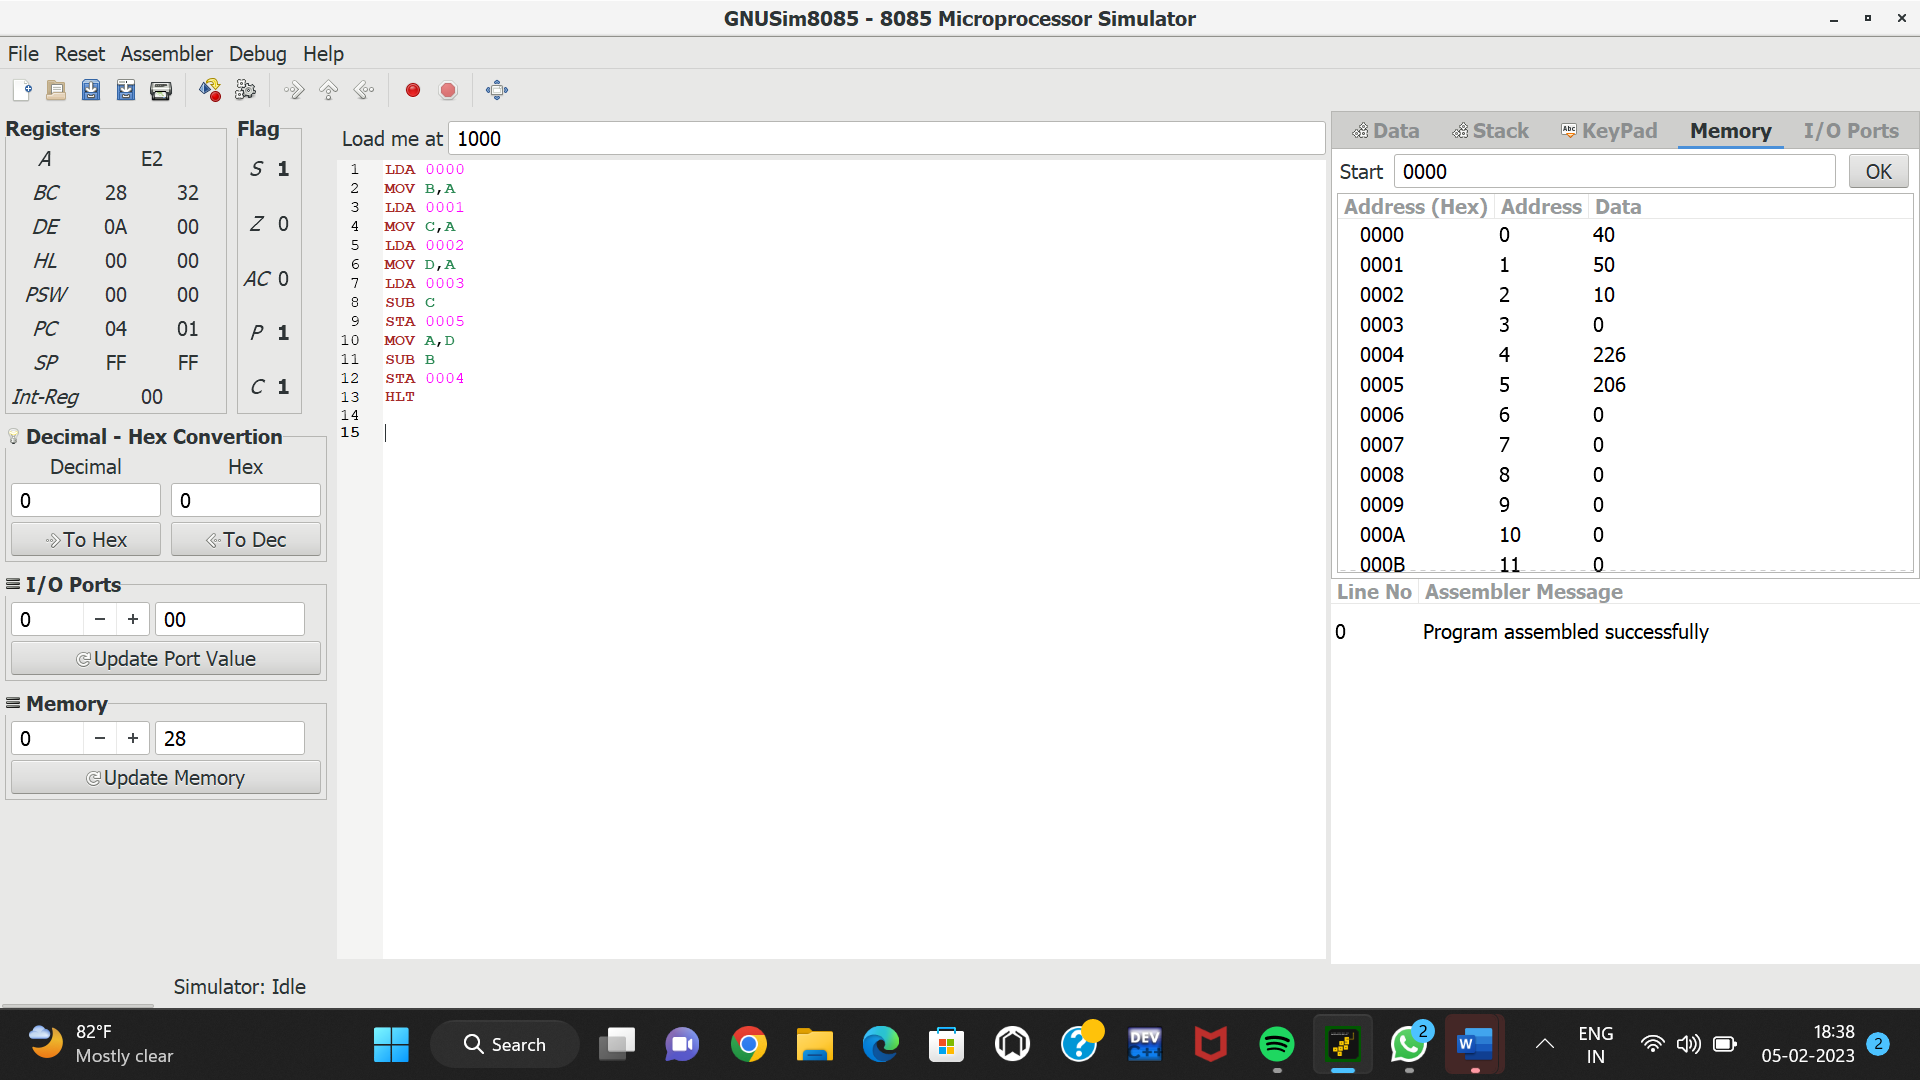 GNUSim8085 - 8085 Microprocessor Simulator
File Reset Assembler Debug Help
Registers
A E2
BC 28 32
DE 0A 00
HL 00 00
PSW 00 00
PC 04 01
SP FF FF
Int-Reg 00
Flag
S 1
Z 0
AC 0
P 1
C 1
Decimal - Hex Convertion
Decimal Hex
0 0
To Hex To Dec
I/O Ports
0 − + 00
Update Port Value
Memory
0 − + 28
Update Memory
Load me at 1000
1 LDA 0000
2 MOV B,A
3 LDA 0001
4 MOV C,A
5 LDA 0002
6 MOV D,A
7 LDA 0003
8 SUB C
9 STA 0005
10 MOV A,D
11 SUB B
12 STA 0004
13 HLT
14
15
Data Stack Abc KeyPad Memory I/O Ports
Start 0000 OK
Address (Hex) Address Data
0000 0 40
0001 1 50
0002 2 10
0003 3 0
0004 4 226
0005 5 206
0006 6 0
0007 7 0
0008 8 0
0009 9 0
000A 10 0
000B 11 0
Line No Assembler Message
0 Program assembled successfully
Simulator: Idle
82°F
Mostly clear
Search
DEV
C++
2
W
ENG
IN
18:38
05-02-2023
2